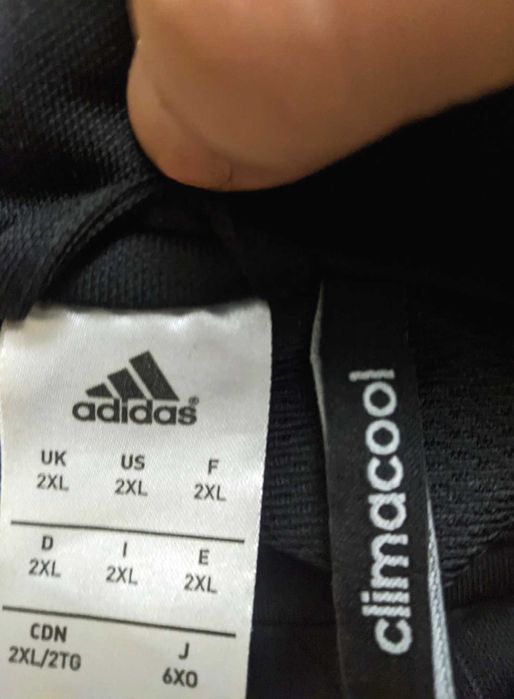 adidas®
UK US F
2XL 2XL 2XL
D I E
2XL 2XL 2XL
CDN J
2XL/2TG 6XO
climacool